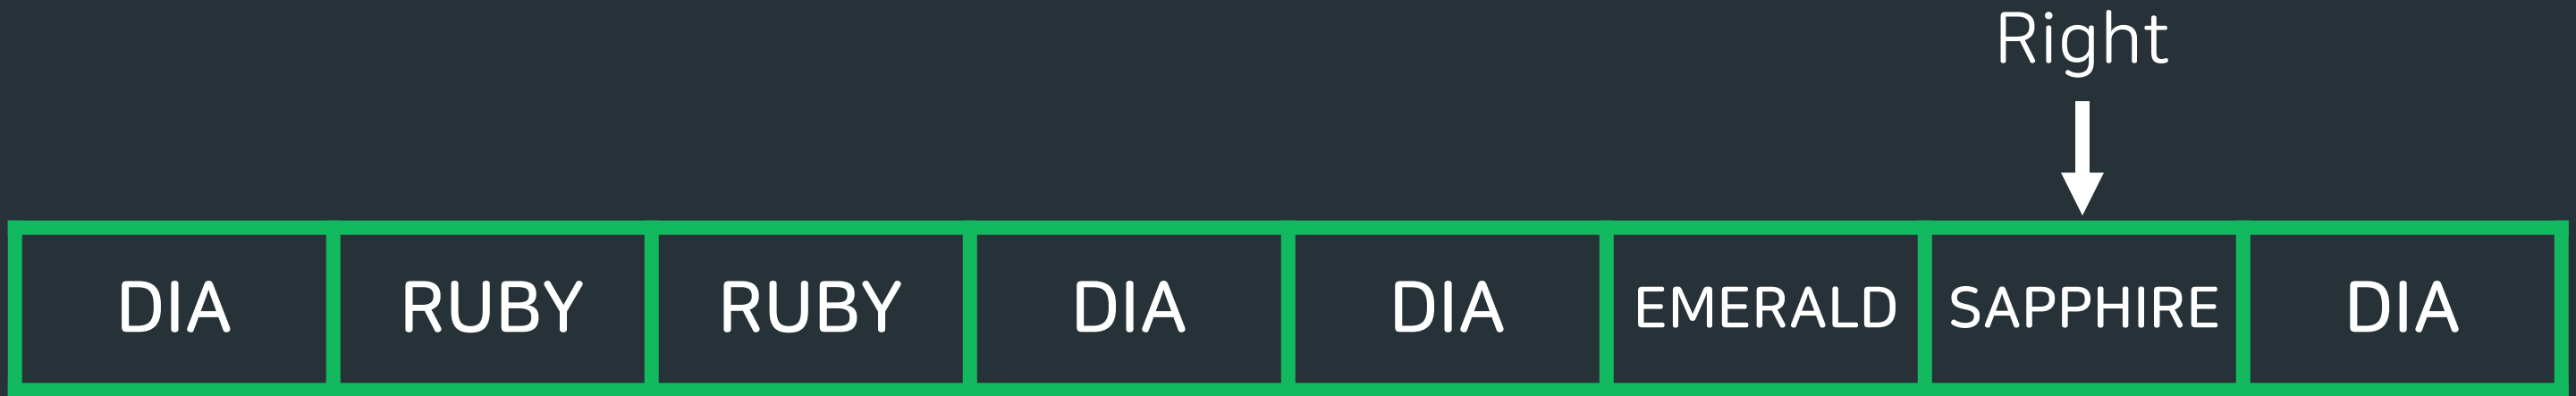 Right
DIA RUBY RUBY DIA DIA EMERALD SAPPHIRE DIA